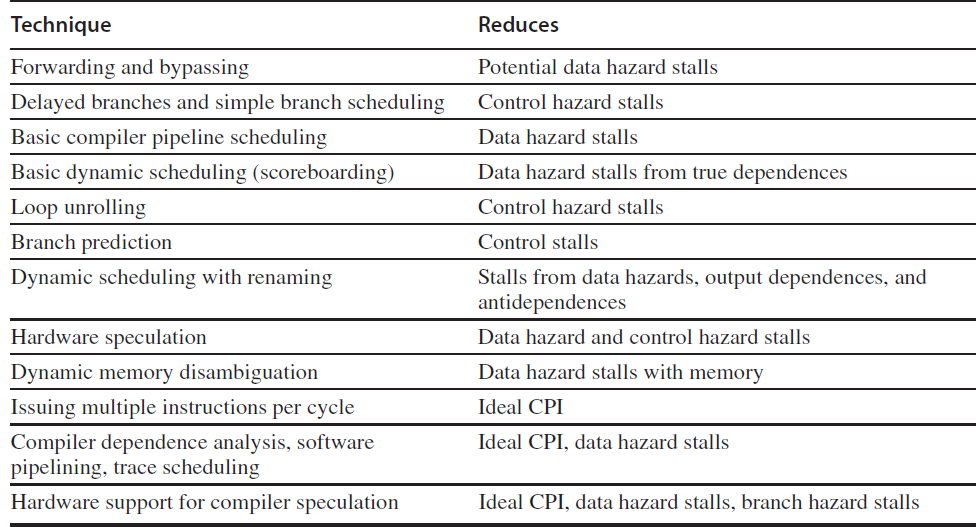 Technique Reduces
Forwarding and bypassing Potential data hazard stalls
Delayed branches and simple branch scheduling Control hazard stalls
Basic compiler pipeline scheduling Data hazard stalls
Basic dynamic scheduling (scoreboarding) Data hazard stalls from true dependences
Loop unrolling Control hazard stalls
Branch prediction Control stalls
Dynamic scheduling with renaming Stalls from data hazards, output dependences, and
antidependences
Hardware speculation Data hazard and control hazard stalls
Dynamic memory disambiguation Data hazard stalls with memory
Issuing multiple instructions per cycle Ideal CPI
Compiler dependence analysis, software Ideal CPI, data hazard stalls
pipelining, trace scheduling
Hardware support for compiler speculation Ideal CPI, data hazard stalls, branch hazard stalls